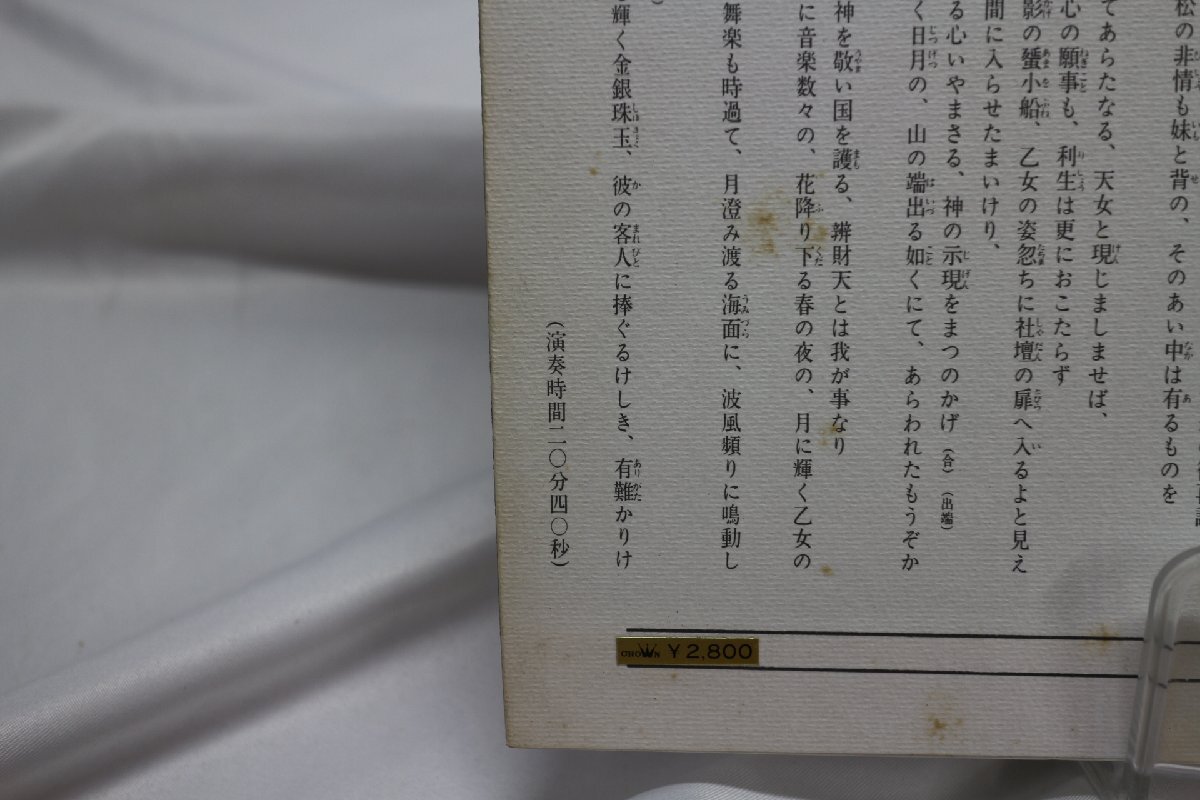 松の非情も妹と背の、そのあい中は有るものを
てあらたなる、天女と現じましませば、
心の願事も、利生は更におこたらず
影の蜑小船、乙女の姿忽ちに社壇の扉へ入るよと見え
間に入らせたまいけり、
る心いやまさる、神の示現をまつのかげ（合）（出端）
く日月の、山の端出る如くにて、あらわれたもうぞか
神を敬い国を護る、辨財天とは我が事なり
に音楽数々の、花降り下る春の夜の、月に輝く乙女の
舞楽も時過て、月澄み渡る海面に、波風頻りに鳴動し
輝く金銀珠玉、彼の客人に捧ぐるけしき、有難かりけ
（演奏時間二〇分四〇秒）
CROWN ￥2,800